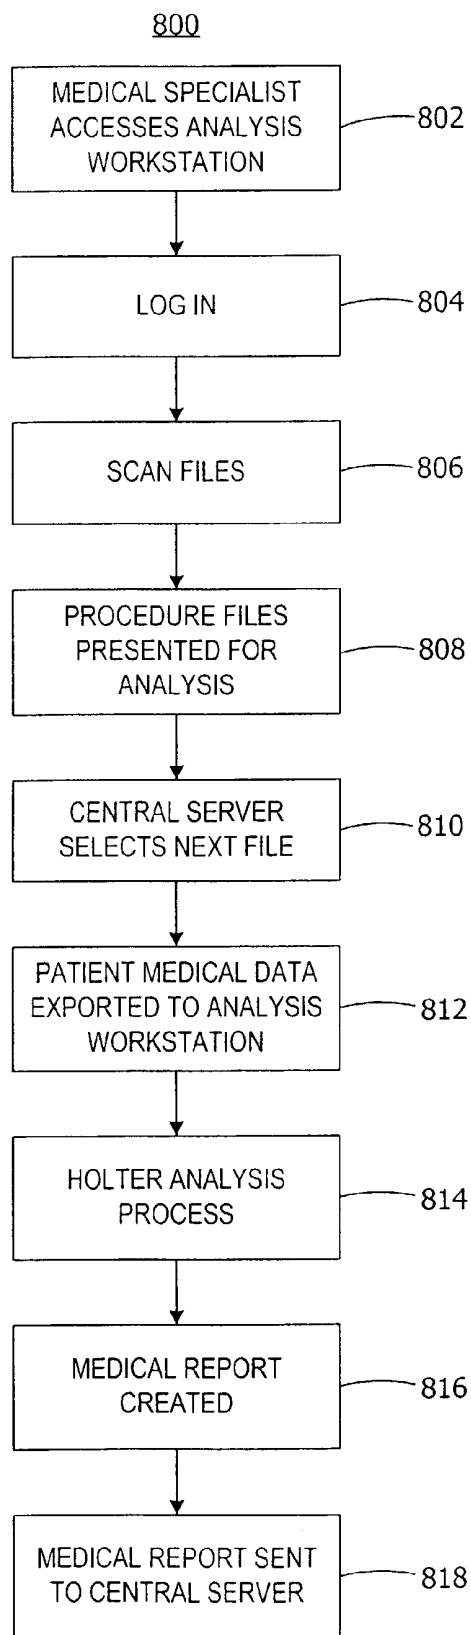 800
MEDICAL SPECIALIST
ACCESSES ANALYSIS
WORKSTATION
802
LOG IN
804
SCAN FILES
806
PROCEDURE FILES
PRESENTED FOR
ANALYSIS
808
CENTRAL SERVER
SELECTS NEXT FILE
810
PATIENT MEDICAL DATA
EXPORTED TO ANALYSIS
WORKSTATION
812
HOLTER ANALYSIS
PROCESS
814
MEDICAL REPORT
CREATED
816
MEDICAL REPORT SENT
TO CENTRAL SERVER
818